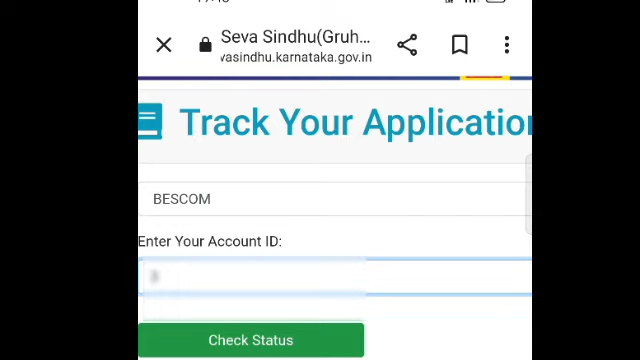 Seva Sindhu(Gruh...
vasindhu.karnataka.gov.in
Track Your Application
BESCOM
Enter Your Account ID:
Check Status